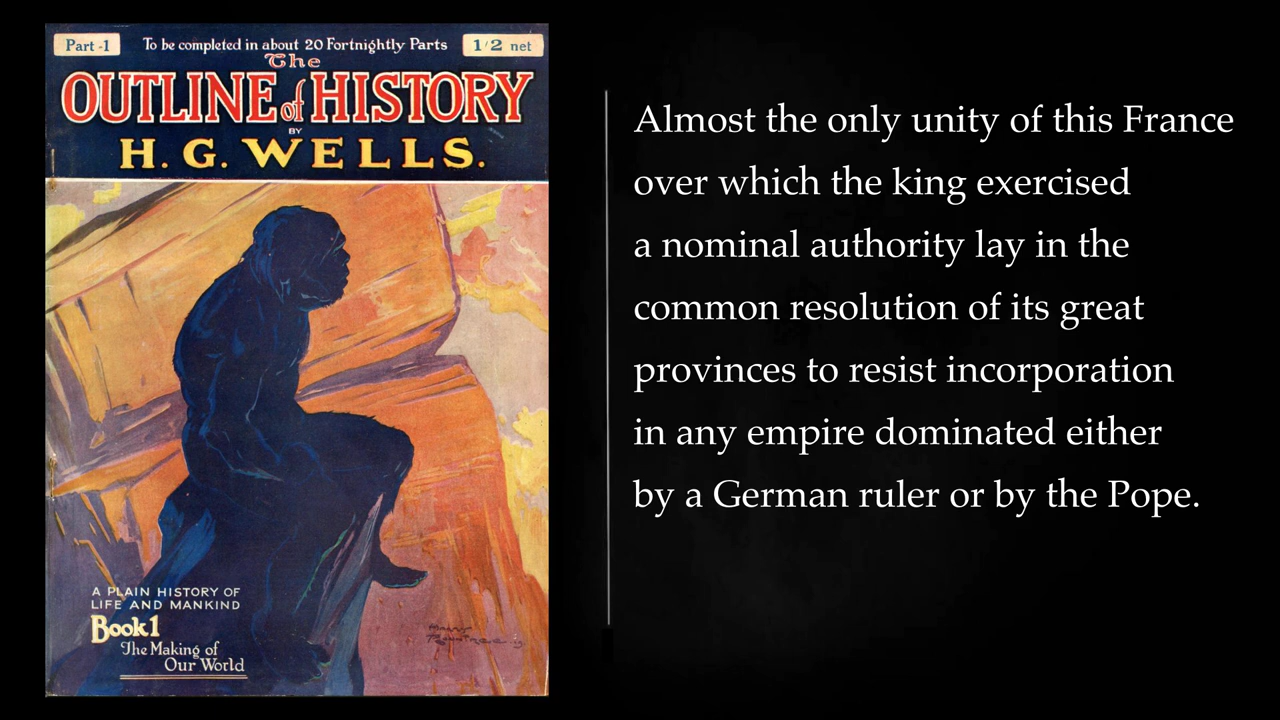 Part -1
To be completed in about 20 Fortnightly Parts
1/2 net
The
OUTLINE of HISTORY
BY
H. G. WELLS.
A PLAIN HISTORY OF
LIFE AND MANKIND
Book 1
The Making of
Our World
Almost the only unity of this France
over which the king exercised
a nominal authority lay in the
common resolution of its great
provinces to resist incorporation
in any empire dominated either
by a German ruler or by the Pope.